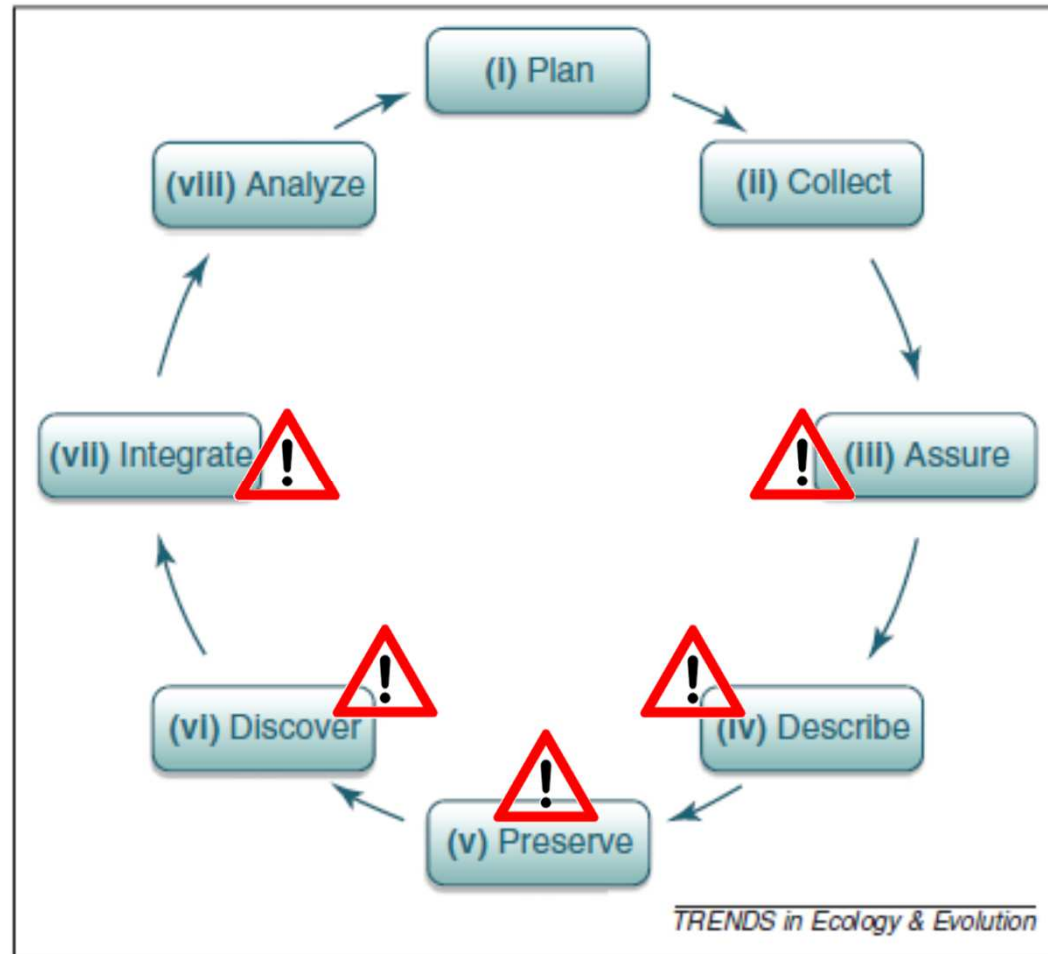 (i) Plan
(ii) Collect
(iii) Assure
(iv) Describe
(v) Preserve
(vi) Discover
(vii) Integrate
(viii) Analyze
TRENDS in Ecology & Evolution